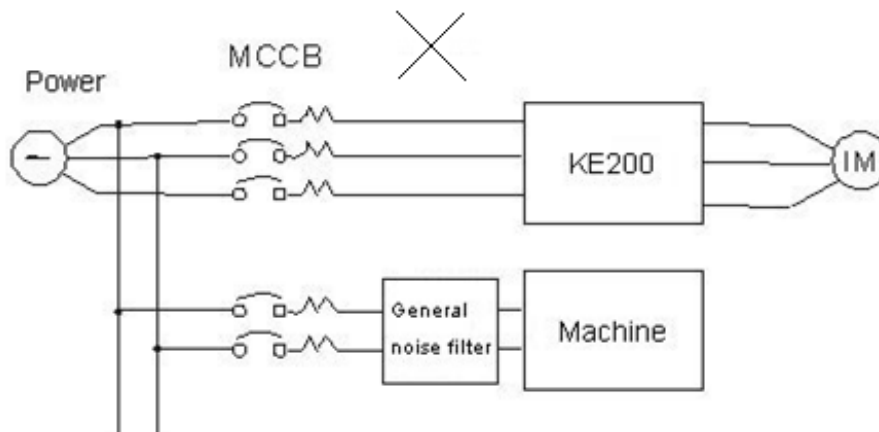 MCCB
Power
KE200
IM
General
noise filter
Machine